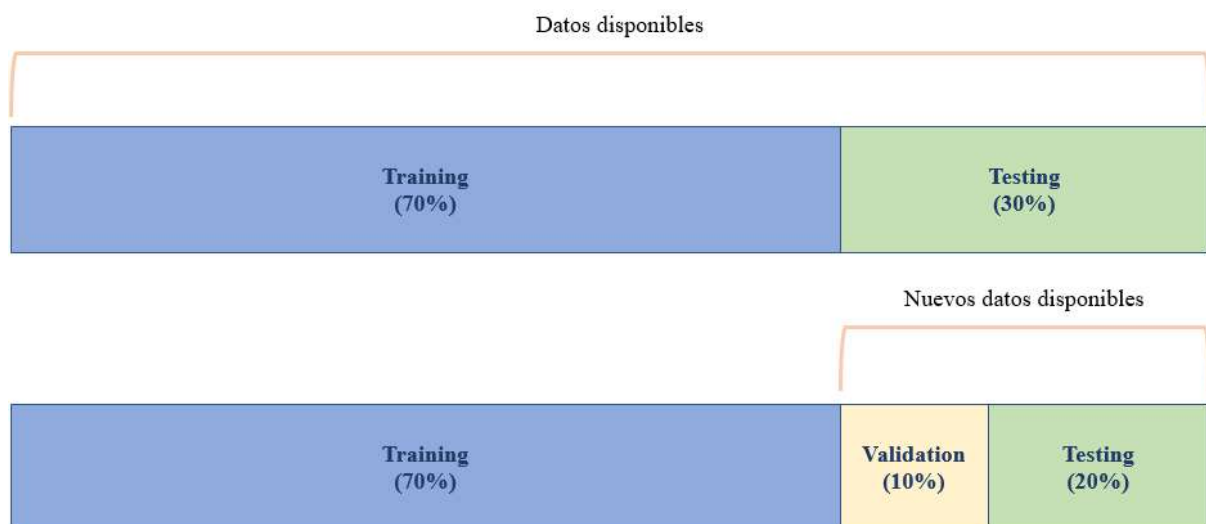 Datos disponibles
Training
(70%)
Testing
(30%)
Nuevos datos disponibles
Training
(70%)
Validation
(10%)
Testing
(20%)